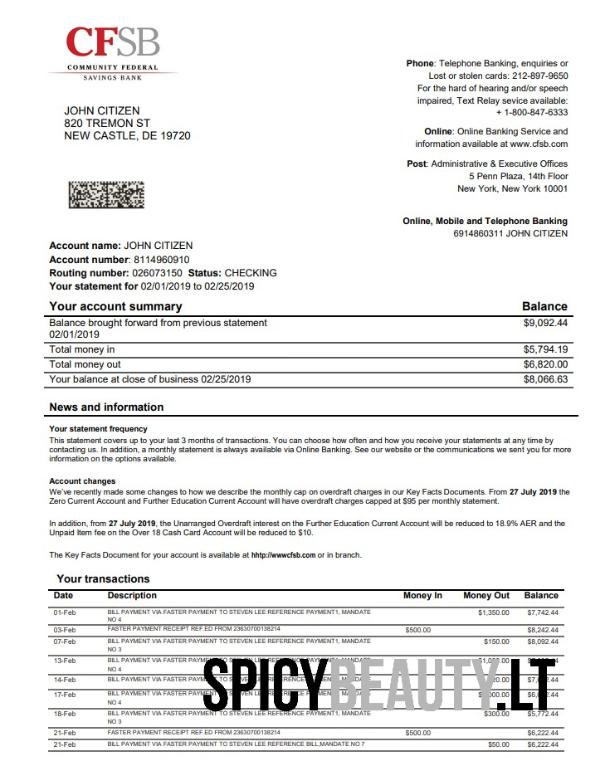 CFSB
COMMUNITY FEDERAL
SAVINGS BANK
JOHN CITIZEN
820 TREMON ST
NEW CASTLE, DE 19720
Phone: Telephone Banking, enquiries or
Lost or stolen cards: 212-897-9650
For the hard of hearing and/or speech
impaired, Text Relay sevice available:
+ 1-800-847-6333
Online: Online Banking Service and
information available at www.cfsb.com
Post: Administrative & Executive Offices
5 Penn Plaza, 14th Floor
New York, New York 10001
Online, Mobile and Telephone Banking
6914860311 JOHN CITIZEN
Account name: JOHN CITIZEN
Account number: 8114960910
Routing number: 026073150 Status: CHECKING
Your statement for 02/01/2019 to 02/25/2019
Your account summary Balance
Balance brought forward from previous statement $9,092.44
02/01/2019
Total money in $5,794.19
Total money out $6,820.00
Your balance at close of business 02/25/2019 $8,066.63
News and information
Your statement frequency
This statement covers up to your last 3 months of transactions. You can choose how often and how you receive your statements at any time by
contacting us. In addition, a monthly statement is always available via Online Banking. See our website or the communications we sent you for more
information on the options available.
Account changes
We've recently made some changes to how we describe the monthly cap on overdraft charges in our Key Facts Documents. From 27 July 2019 the
Zero Current Account and Further Education Current Account will have overdraft charges capped at $95 per monthly statement.
In addition, from 27 July 2019, the Unarranged Overdraft interest on the Further Education Current Account will be reduced to 18.9% AER and the
Unpaid Item fee on the Over 18 Cash Card Account will be reduced to $10.
The Key Facts Document for your account is available at hhtp://wwwcfsb.com or in branch.
Your transactions
Date Description Money In Money Out Balance
01-Feb BILL PAYMENT VIA FASTER PAYMENT TO STEVEN LEE REFERENCE PAYMENT1, MANDATE $1,350.00 $7,742.44
NO 4
03-Feb FASTER PAYMENT RECEIPT REF.ED FROM 23630700138214 $500.00 $8,242.44
07-Feb BILL PAYMENT VIA FASTER PAYMENT TO STEVEN LEE REFERENCE PAYMENT1, MANDATE $150.00 $8,092.44
NO 3
13-Feb BILL PAYMENT VIA FASTER PAYMENT
NO 4
14-Feb BILL PAYMENT VIA FASTER PAYMENT
17-Feb BILL PAYMENT VIA FASTER PAYMENT
NO 4
18-Feb BILL PAYMENT VIA FASTER PAYMENT TO STEVEN LEE REFERENCE PAYMENT1, MANDATE $300.00 $5,772.44
NO 3
21-Feb FASTER PAYMENT RECEIPT REF.ED FROM 23630700138214 $500.00 $6,222.44
21-Feb BILL PAYMENT VIA FASTER PAYMENT TO STEVEN LEE REFERENCE BILL,MANDATE NO 7 $50.00 $6,222.44
SPICYBEAUTY.LT